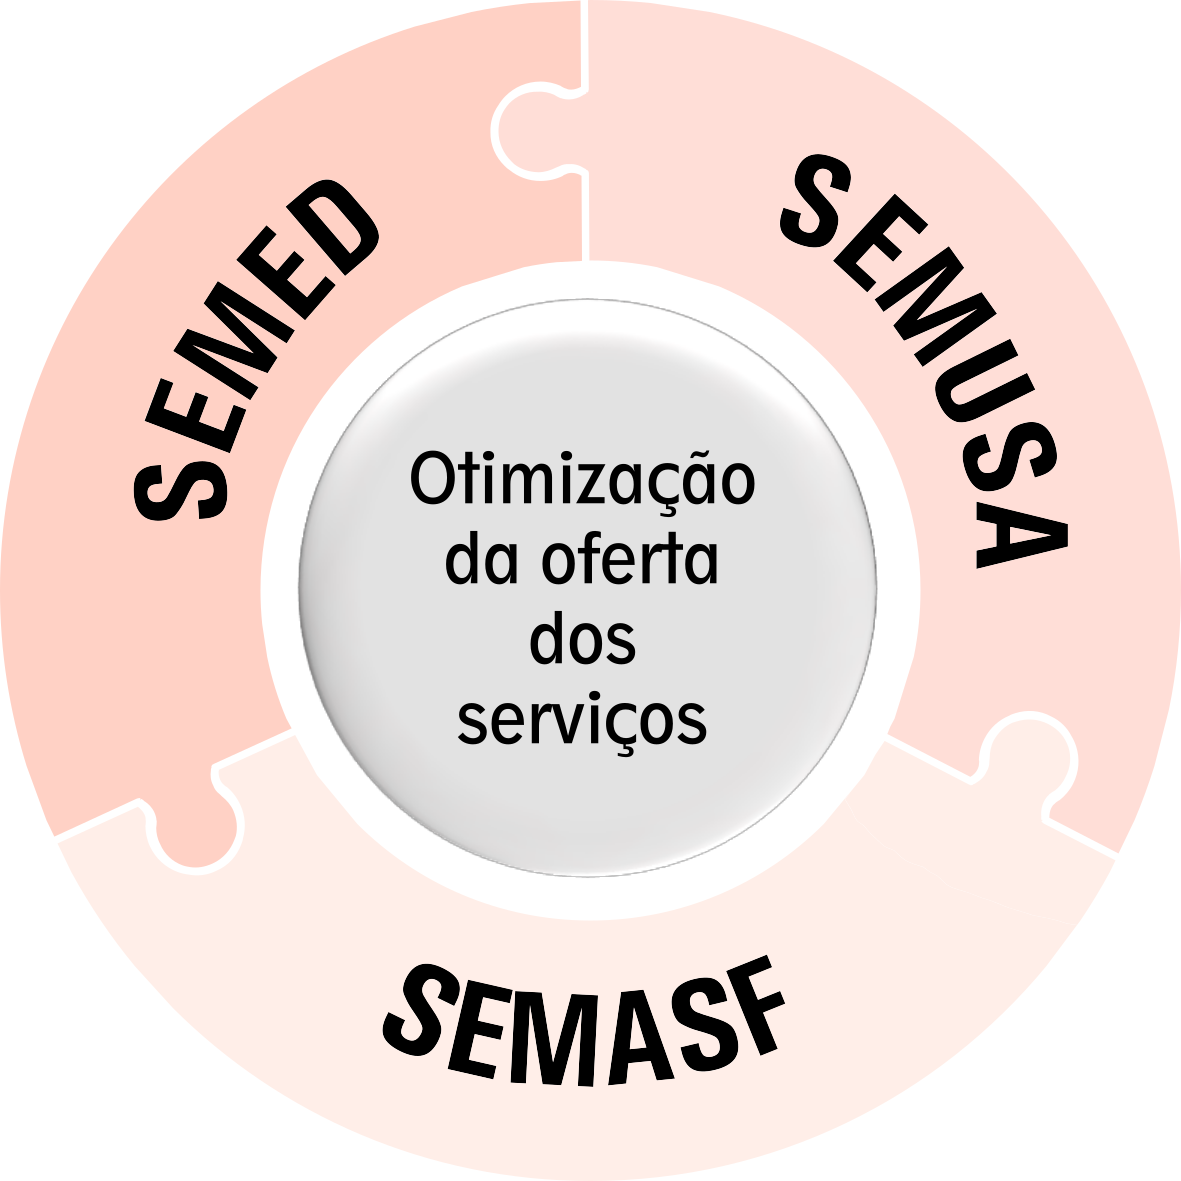 SEMED
SEMUSA
Otimização
da oferta
dos
serviços
SEMASF